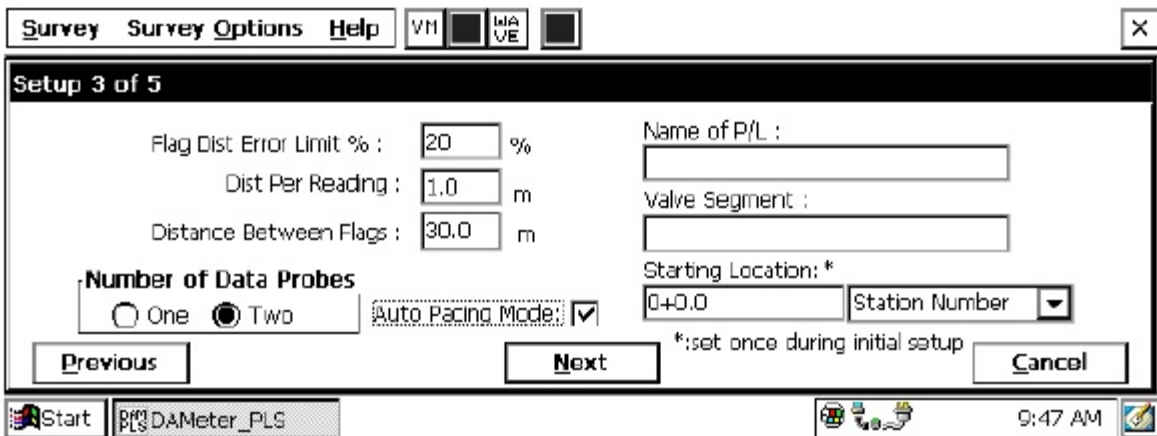 Survey Survey Options Help VM WAVE
Setup 3 of 5
Flag Dist Error Limit % : 20 %
Dist Per Reading : 1.0 m
Distance Between Flags : 30.0 m
Number of Data Probes
One Two
Auto Pacing Mode:
Name of P/L :
Valve Segment :
Starting Location: *
0+0.0 Station Number
*:set once during initial setup
Previous Next Cancel
Start DAMeter_PLS 9:47 AM